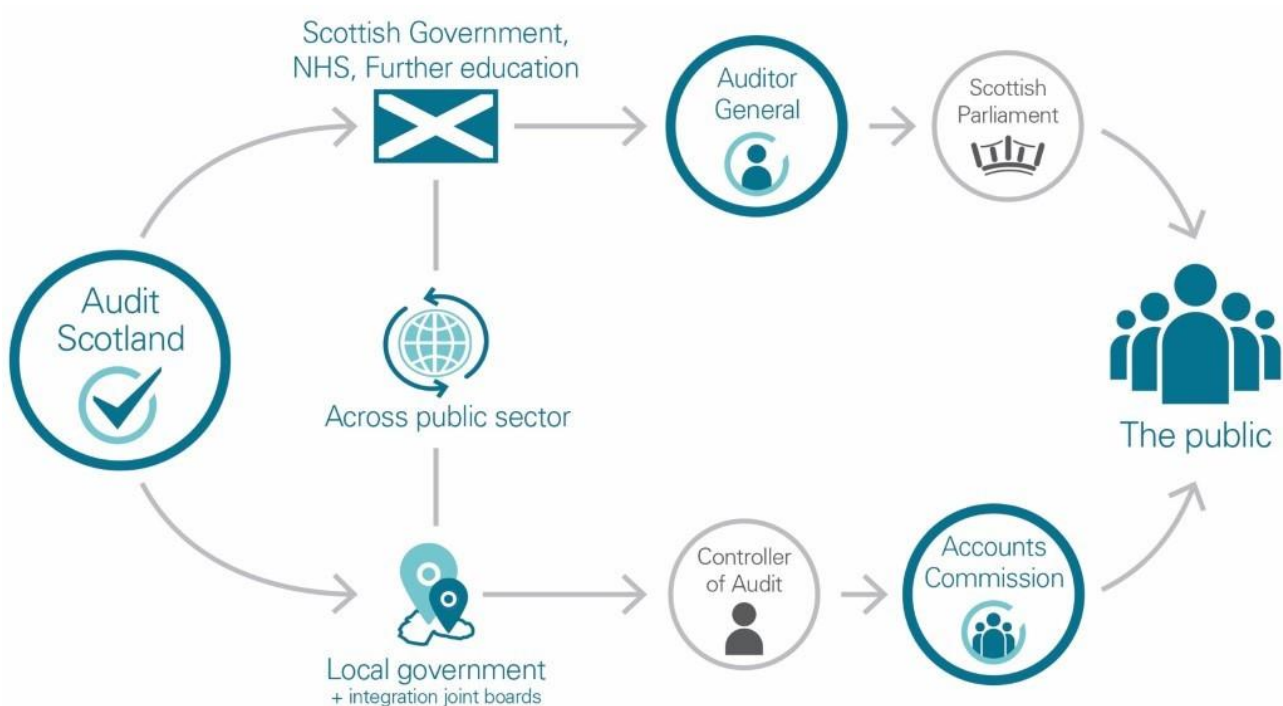 Scottish Government,
NHS, Further education
Auditor
General
Scottish
Parliament
Audit
Scotland
Across public sector
The public
Controller
of Audit
Accounts
Commission
Local government
+ integration joint boards